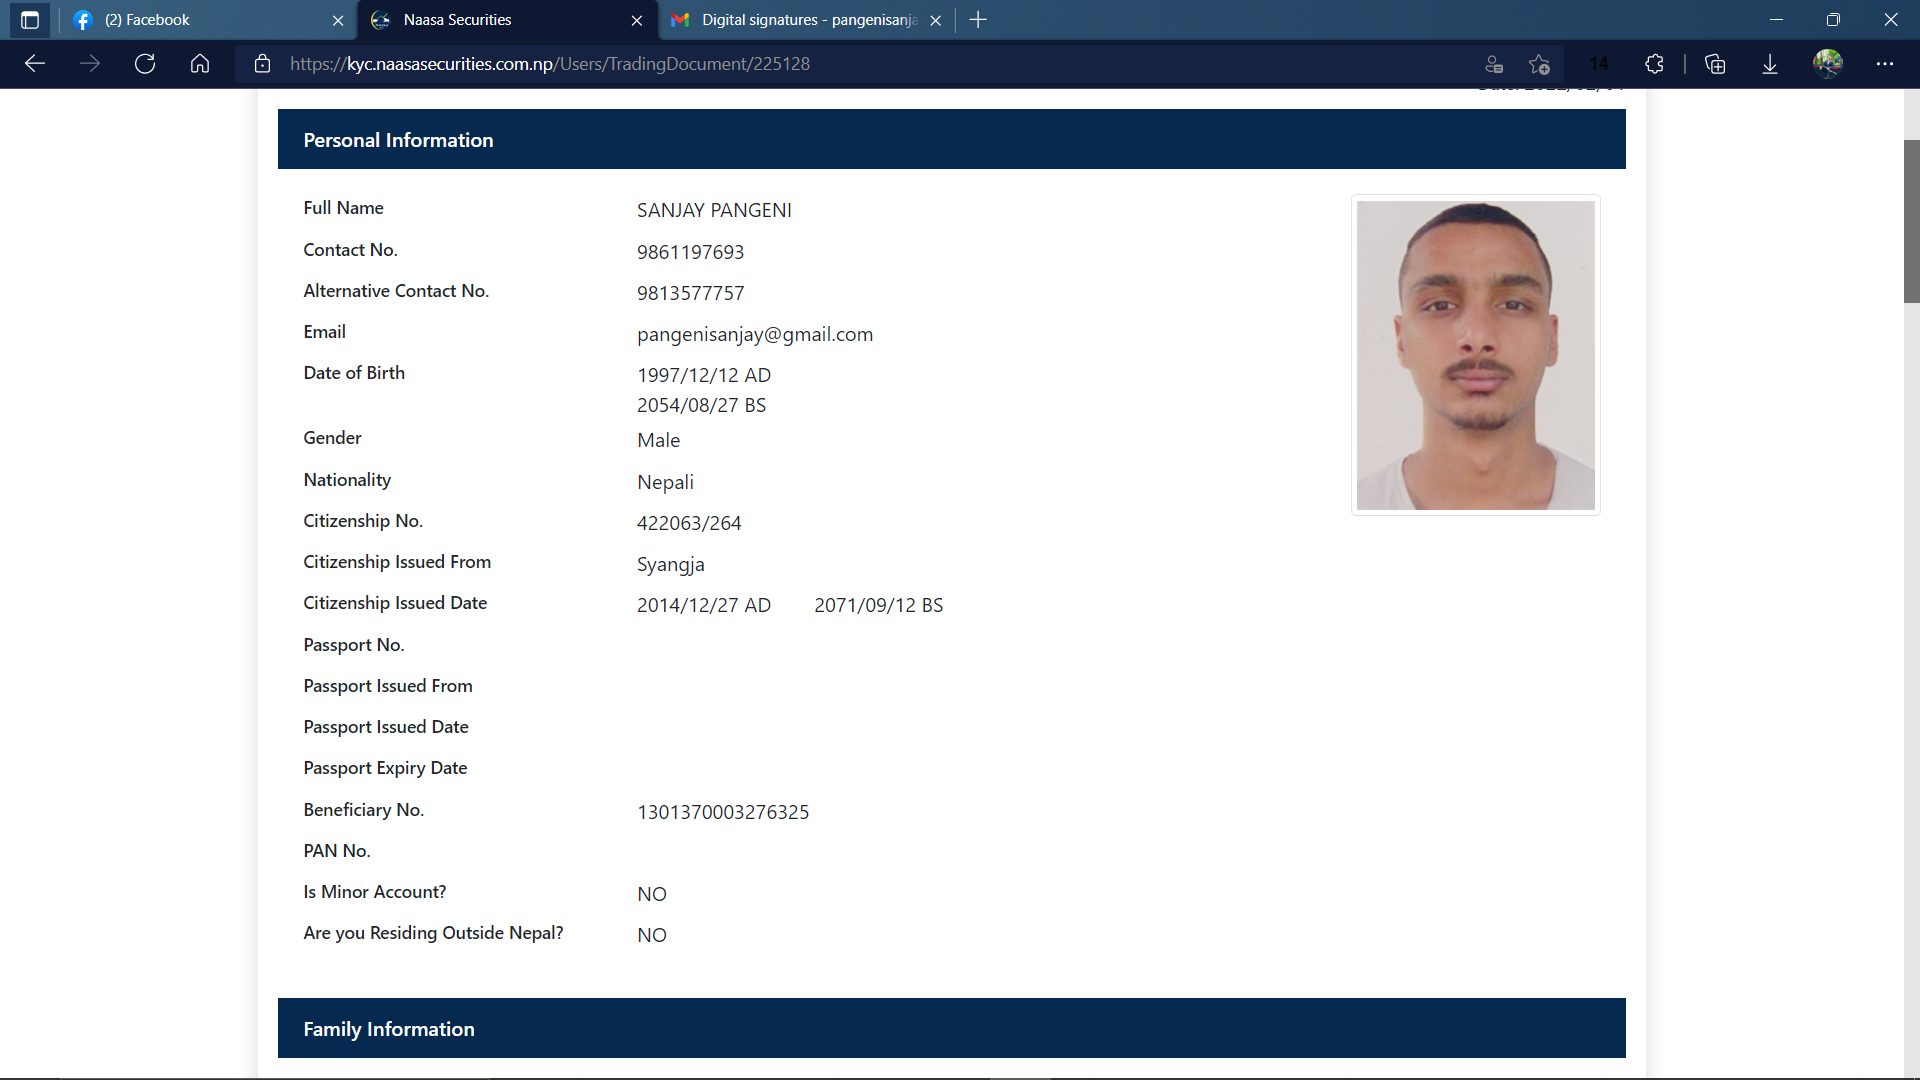 (2) Facebook
Naasa Securities
Digital signatures - pangenisanja
https://kyc.naasasecurities.com.np/Users/TradingDocument/225128
14
Personal Information
Full Name SANJAY PANGENI
Contact No. 9861197693
Alternative Contact No. 9813577757
Email pangenisanjay@gmail.com
Date of Birth 1997/12/12 AD
2054/08/27 BS
Gender Male
Nationality Nepali
Citizenship No. 422063/264
Citizenship Issued From Syangja
Citizenship Issued Date 2014/12/27 AD 2071/09/12 BS
Passport No.
Passport Issued From
Passport Issued Date
Passport Expiry Date
Beneficiary No. 1301370003276325
PAN No.
Is Minor Account? NO
Are you Residing Outside Nepal? NO
Family Information